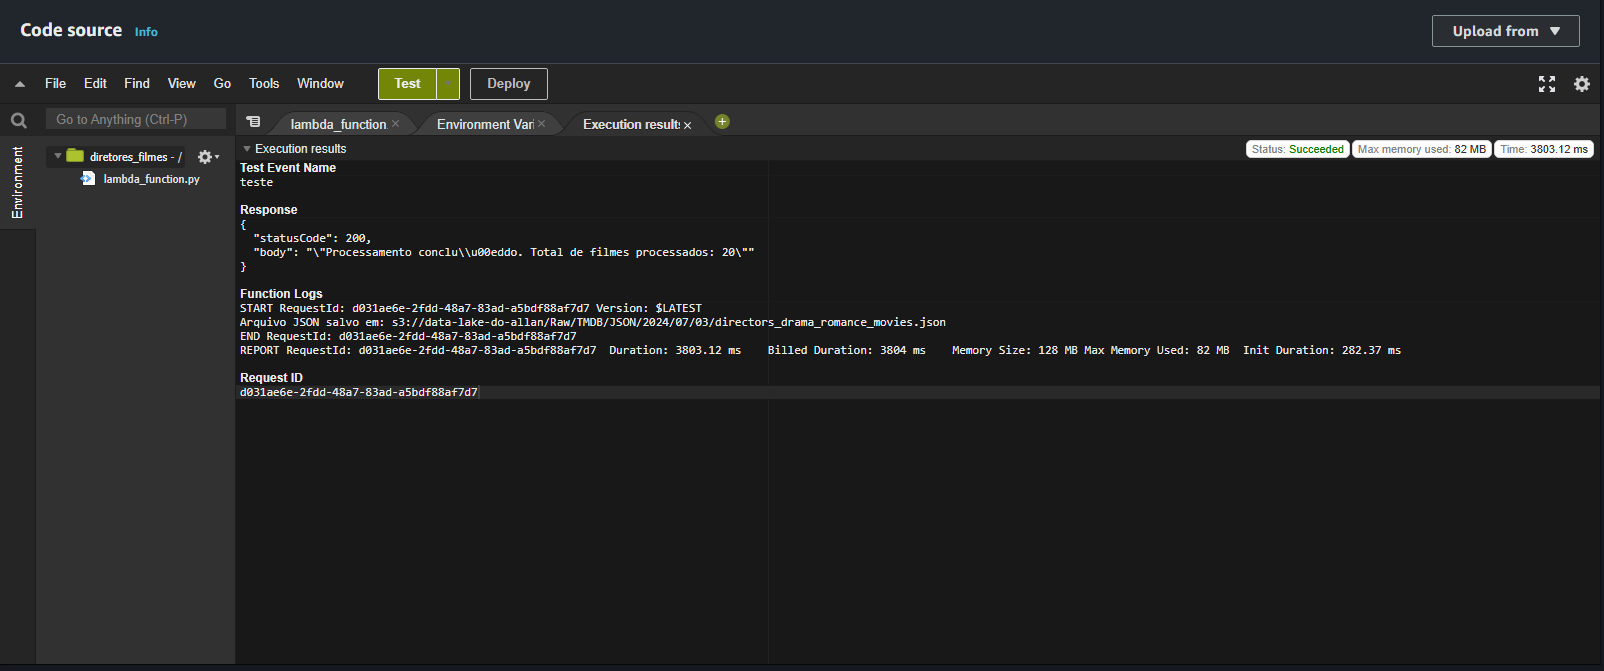 Code source Info
Upload from
File Edit Find View Go Tools Window Test Deploy
Go to Anything (Ctrl-P)
lambda_function. Environment Vari Execution results
Environment
diretores_filmes - /
lambda_function.py
Execution results
Status: Succeeded Max memory used: 82 MB Time: 3803.12 ms
Test Event Name
teste
Response
{
"statusCode": 200,
"body": "\"Processamento conclu\\u00eddo. Total de filmes processados: 20\""
}
Function Logs
START RequestId: d031ae6e-2fdd-48a7-83ad-a5bdf88af7d7 Version: $LATEST
Arquivo JSON salvo em: s3://data-lake-do-allan/Raw/TMDB/JSON/2024/07/03/directors_drama_romance_movies.json
END RequestId: d031ae6e-2fdd-48a7-83ad-a5bdf88af7d7
REPORT RequestId: d031ae6e-2fdd-48a7-83ad-a5bdf88af7d7 Duration: 3803.12 ms Billed Duration: 3804 ms Memory Size: 128 MB Max Memory Used: 82 MB Init Duration: 282.37 ms
Request ID
d031ae6e-2fdd-48a7-83ad-a5bdf88af7d7